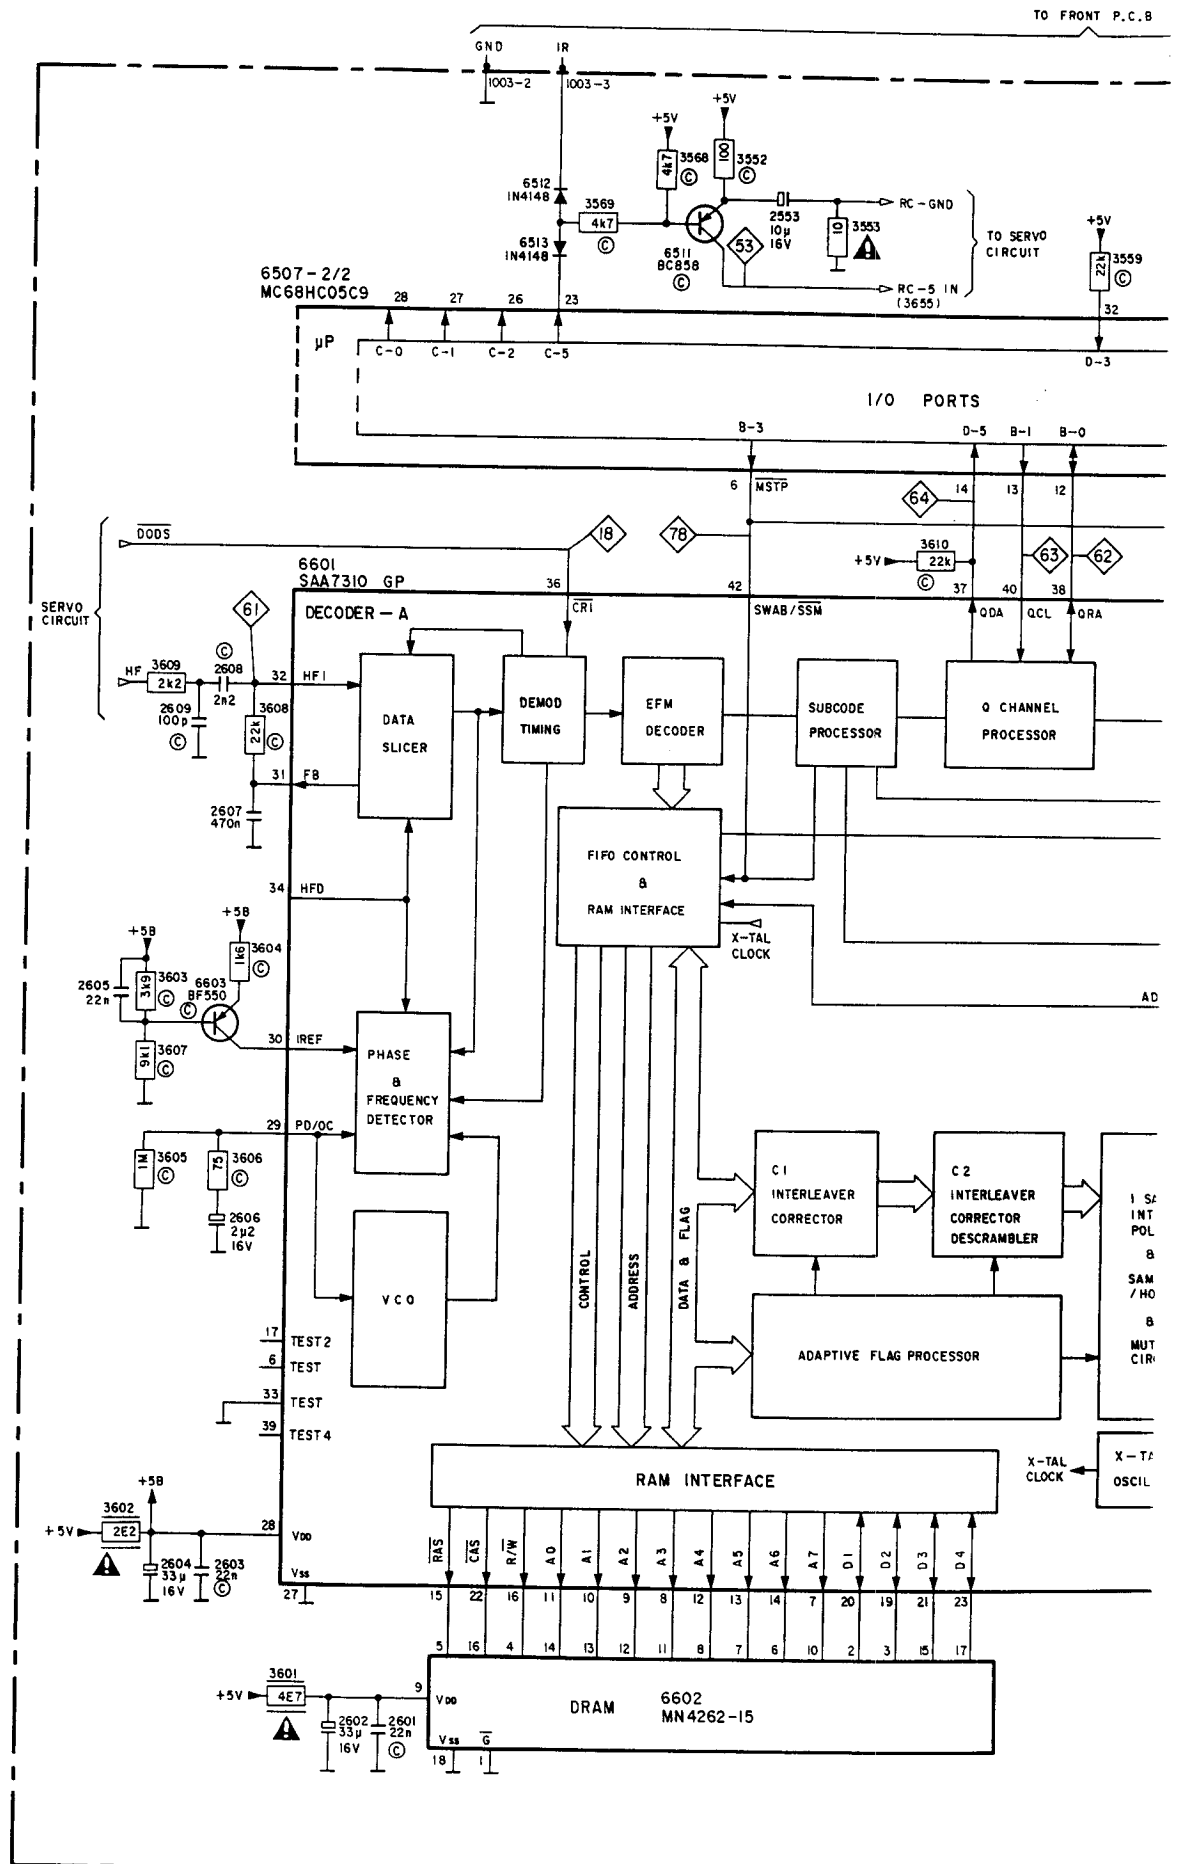 TO FRONT P.C.B
GND IR
1003-2 1003-3
+5V
+5V
4k7 3568 Ⓒ
100 3552 Ⓒ
6512
1N4148
3569
4k7
Ⓒ
6513
1N4148
6511
BC858
Ⓒ
53
2553
10µ
16V
10 3553
RC-GND
TO SERVO
CIRCUIT
RC-5 IN
(3655)
+5V
22k 3559 Ⓒ
6507-2/2
MC68HC05C9
28 27 26 23 32
µP
C-0 C-1 C-2 C-5 D-3
I/O PORTS
B-3 D-5 B-1 B-0
6 MSTP 14 13 12
64
DODS
18
78
63
62
+5V 3610
22k
Ⓒ
6601
SAA7310 GP
36 42 37 40 38
CRI SWAB/SSM QDA QCL QRA
DECODER-A
SERVO
CIRCUIT
61
HF 3609
2k2
Ⓒ
2608
2n2
2609
100p
Ⓒ
3608
22k
Ⓒ
32 HFI
31 FB
2607
470n
DATA
SLICER
DEMOD
TIMING
EFM
DECODER
SUBCODE
PROCESSOR
Q CHANNEL
PROCESSOR
FIFO CONTROL
&
RAM INTERFACE
X-TAL
CLOCK
34 HFD
+5B
+5B
3604
1k6
Ⓒ
2605
22n
3603
3k9
Ⓒ
6603
BF550
Ⓒ
3607
9k1
Ⓒ
30 IREF
PHASE
&
FREQUENCY
DETECTOR
AD
29 PD/OC
1M 3605 Ⓒ
75 3606 Ⓒ
2606
2µ2
16V
VCO
C1
INTERLEAVER
CORRECTOR
C2
INTERLEAVER
CORRECTOR
DESCRAMBLER
1 SA
INT
POL
&
SAM
/HO
&
MUT
CIR
CONTROL
ADDRESS
DATA & FLAG
ADAPTIVE FLAG PROCESSOR
17 TEST2
6 TEST
33 TEST
39 TEST4
RAM INTERFACE
X-TAL
CLOCK
X-TA
OSCIL
+5B
3602
+5V 2E2
2604
33µ
16V
2603
22n
Ⓒ
28 VDD
VSS
27
RAS CAS R/W A0 A1 A2 A3 A4 A5 A6 A7 D1 D2 D3 D4
15 22 16 11 10 9 8 12 13 14 7 20 19 21 23
5 16 4 14 13 12 11 8 7 6 10 2 3 15 17
3601
+5V 4E7
2602
33µ
16V
2601
22n
Ⓒ
9 VDD
DRAM 6602
MN4262-15
VSS G
18 1